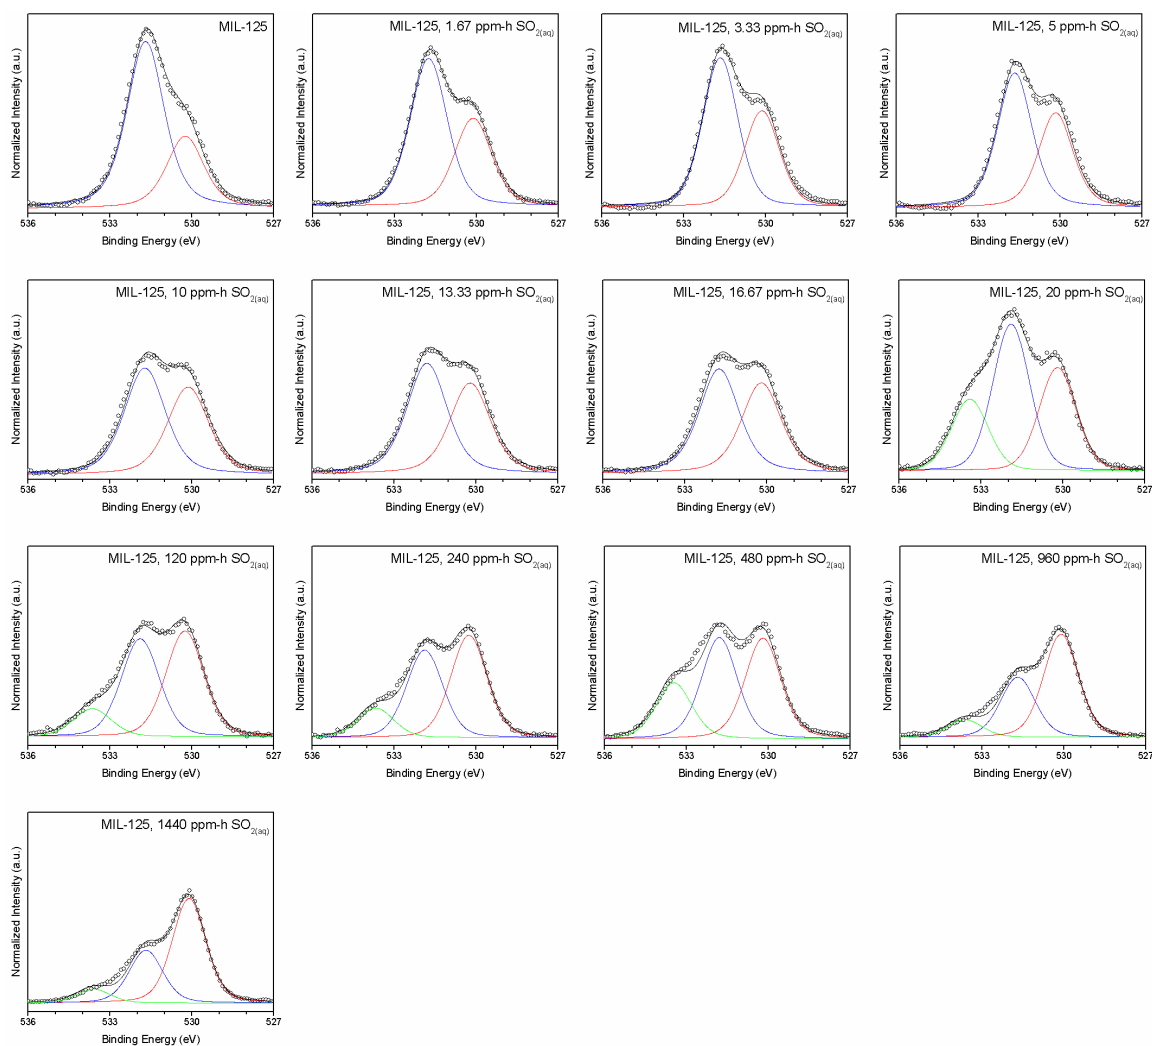 MIL-125
Normalized Intensity (a.u.)
536 533 530 527
Binding Energy (eV)
MIL-125, 1.67 ppm-h SO2(aq)
Normalized Intensity (a.u.)
536 533 530 527
Binding Energy (eV)
MIL-125, 3.33 ppm-h SO2(aq)
Normalized Intensity (a.u.)
536 533 530 527
Binding Energy (eV)
MIL-125, 5 ppm-h SO2(aq)
Normalized Intensity (a.u.)
536 533 530 527
Binding Energy (eV)
MIL-125, 10 ppm-h SO2(aq)
Normalized Intensity (a.u.)
536 533 530 527
Binding Energy (eV)
MIL-125, 13.33 ppm-h SO2(aq)
Normalized Intensity (a.u.)
536 533 530 527
Binding Energy (eV)
MIL-125, 16.67 ppm-h SO2(aq)
Normalized Intensity (a.u.)
536 533 530 527
Binding Energy (eV)
MIL-125, 20 ppm-h SO2(aq)
Normalized Intensity (a.u.)
536 533 530 527
Binding Energy (eV)
MIL-125, 120 ppm-h SO2(aq)
Normalized Intensity (a.u.)
536 533 530 527
Binding Energy (eV)
MIL-125, 240 ppm-h SO2(aq)
Normalized Intensity (a.u.)
536 533 530 527
Binding Energy (eV)
MIL-125, 480 ppm-h SO2(aq)
Normalized Intensity (a.u.)
536 533 530 527
Binding Energy (eV)
MIL-125, 960 ppm-h SO2(aq)
Normalized Intensity (a.u.)
536 533 530 527
Binding Energy (eV)
MIL-125, 1440 ppm-h SO2(aq)
Normalized Intensity (a.u.)
536 533 530 527
Binding Energy (eV)